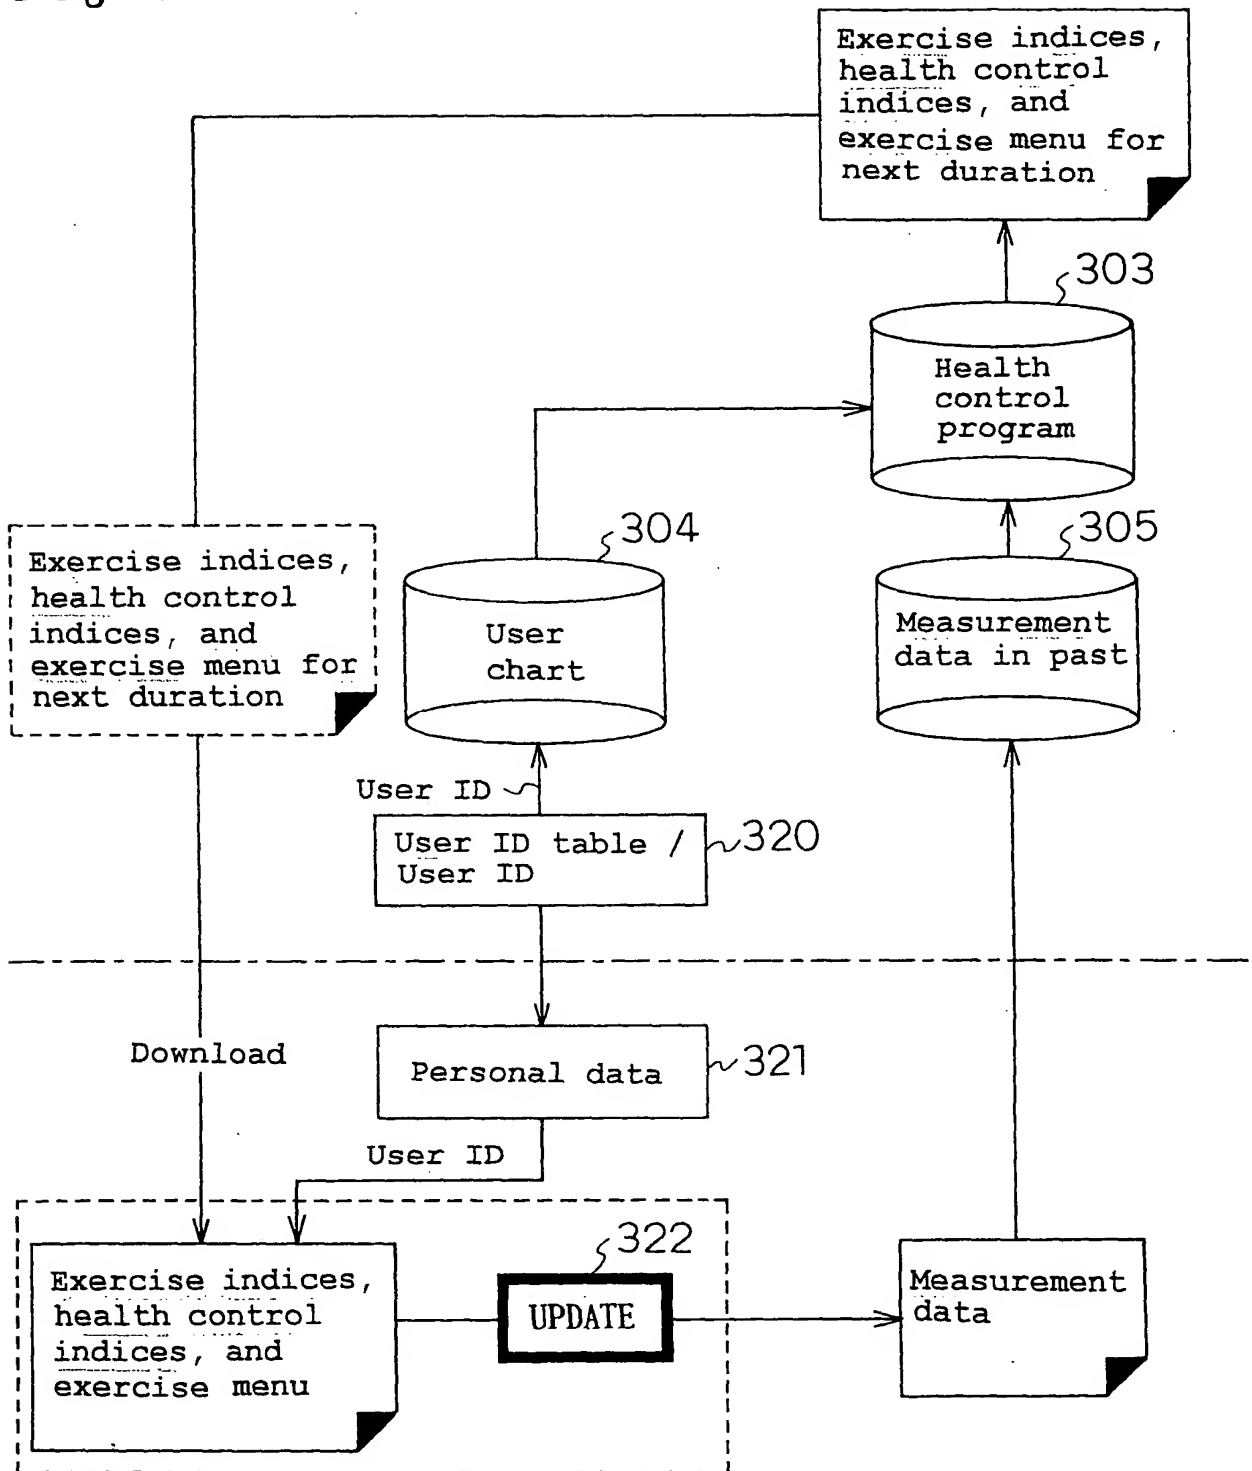 Exercise indices,
health control
indices, and
exercise menu for
next duration
303
Health
control
program
304
305
Exercise indices,
health control
indices, and
exercise menu for
next duration
User
chart
Measurement
data in past
User ID
User ID table /
User ID
320
Download
Personal data
321
User ID
322
Exercise indices,
health control
indices, and
exercise menu
UPDATE
Measurement
data